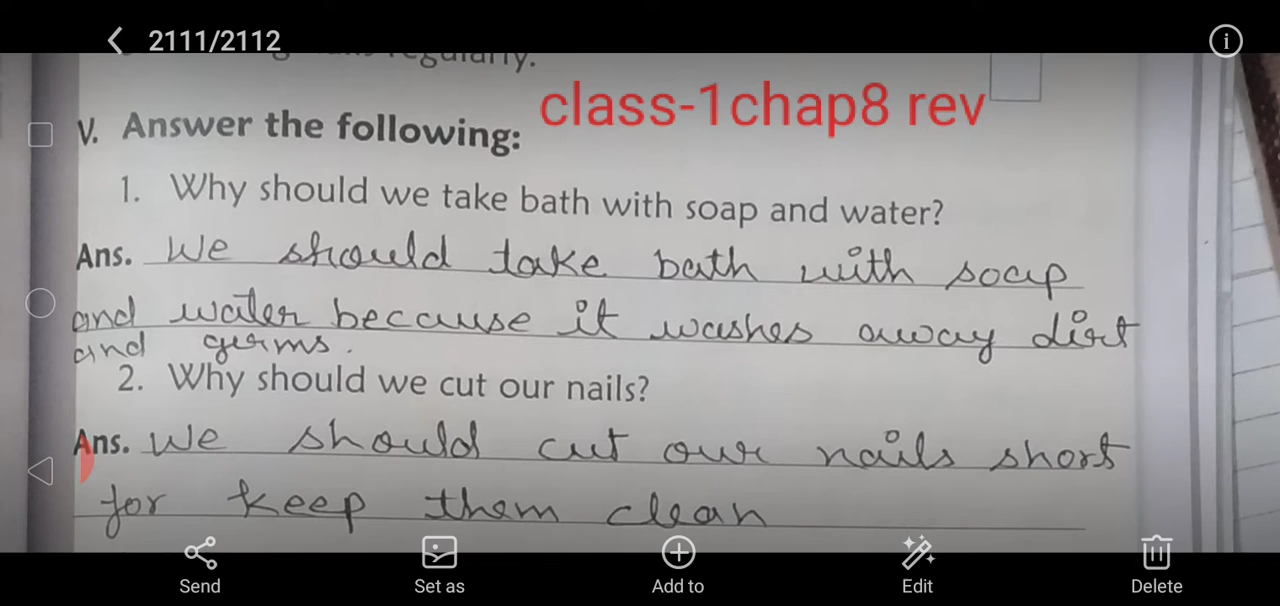 2111/2112
regularly.
class-1chap8 rev
V. Answer the following:
1. Why should we take bath with soap and water?
Ans. We should take bath with soap
and water because it washes away dirt
and germs.
2. Why should we cut our nails?
Ans. We should cut our nails short
for keep them clean
Send Set as Add to Edit Delete